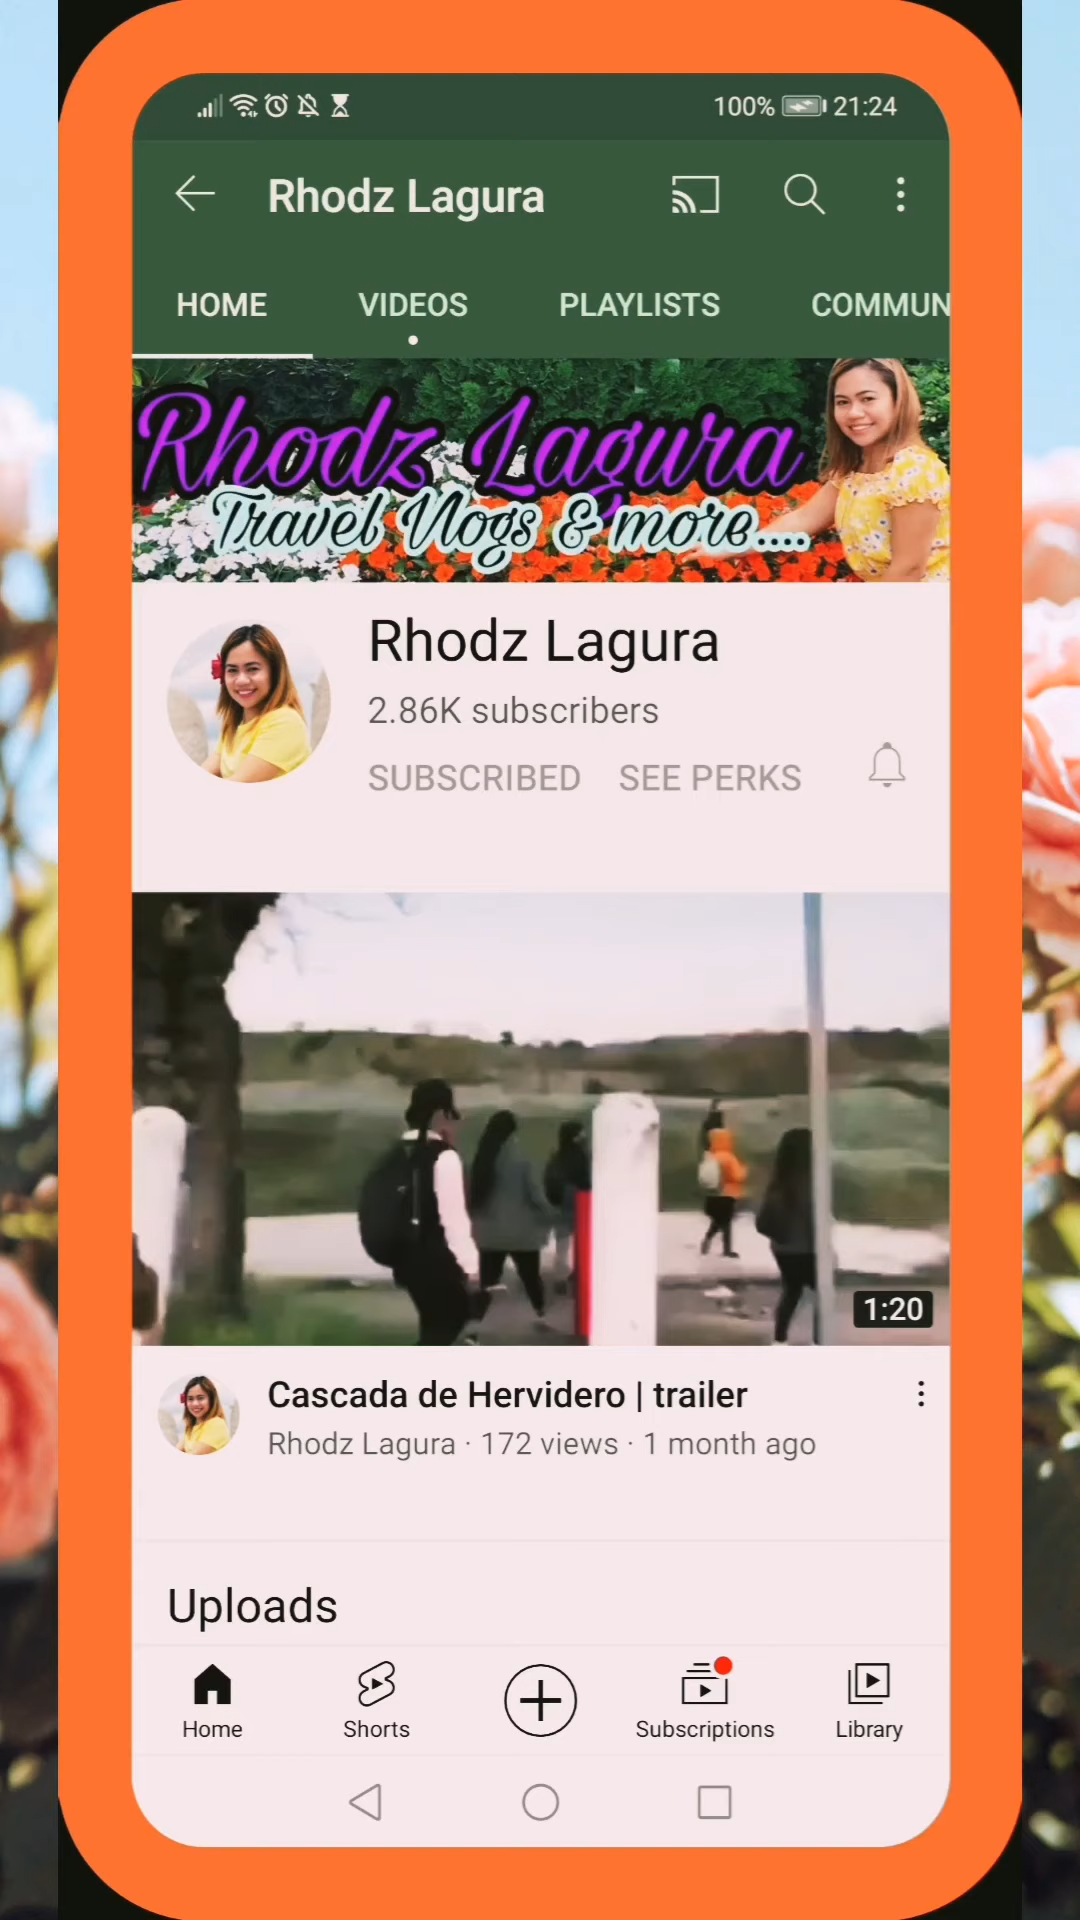 100% 21:24
Rhodz Lagura
HOME VIDEOS PLAYLISTS COMMUN
Rhodz Lagura
Travel Vlogs & more....
Rhodz Lagura
2.86K subscribers
SUBSCRIBED SEE PERKS
1:20
Cascada de Hervidero | trailer
Rhodz Lagura · 172 views · 1 month ago
Uploads
Home Shorts Subscriptions Library